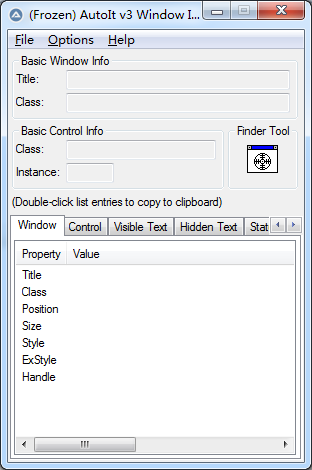 (Frozen) AutoIt v3 Window I...
File Options Help
Basic Window Info
Title:
Class:
Basic Control Info
Finder Tool
Class:
Instance:
(Double-click list entries to copy to clipboard)
Window Control Visible Text Hidden Text Stat
Property Value
Title
Class
Position
Size
Style
ExStyle
Handle